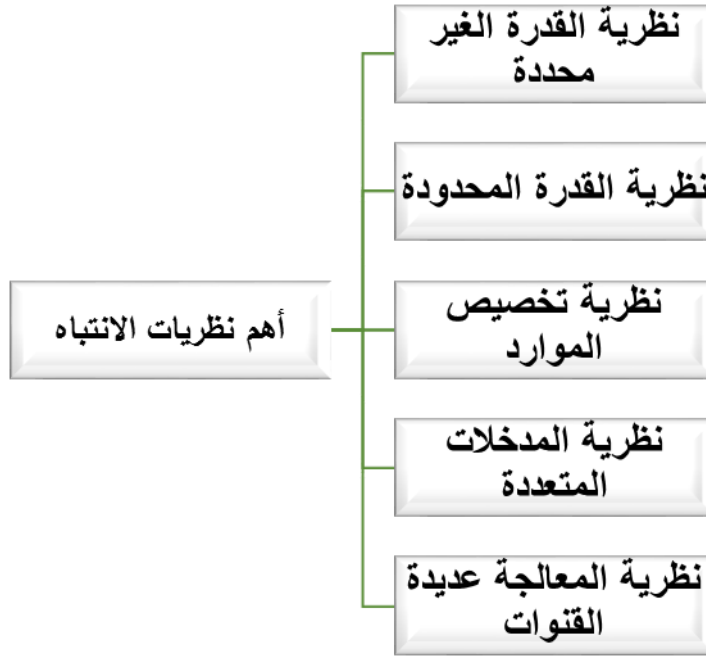 أهم نظريات الانتباه
نظرية القدرة الغير
محددة
نظرية القدرة المحدودة
نظرية تخصيص
الموارد
نظرية المدخلات
المتعددة
نظرية المعالجة عديدة
القنوات